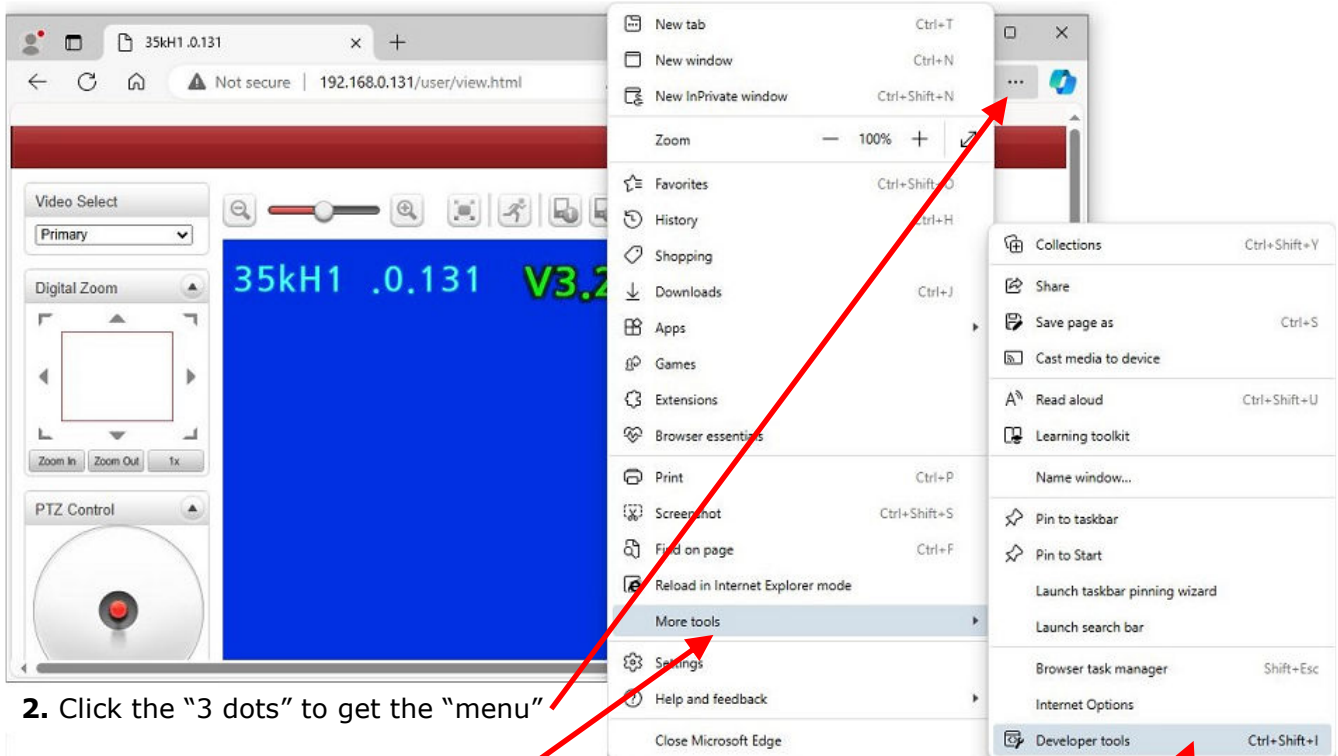 35kH1 .0.131
Not secure | 192.168.0.131/user/view.html
Video Select
Primary
Digital Zoom
Zoom In Zoom Out 1x
PTZ Control
35kH1 .0.131 V3.2
New tab Ctrl+T
New window Ctrl+N
New InPrivate window Ctrl+Shift+N
Zoom 100%
Favorites Ctrl+Shift+O
History Ctrl+H
Shopping
Downloads Ctrl+J
Apps
Games
Extensions
Browser essentials
Print Ctrl+P
Screenshot Ctrl+Shift+S
Find on page Ctrl+F
Reload in Internet Explorer mode
More tools
Settings
Help and feedback
Close Microsoft Edge
Collections Ctrl+Shift+Y
Share
Save page as Ctrl+S
Cast media to device
Read aloud Ctrl+Shift+U
Learning toolkit
Name window...
Pin to taskbar
Pin to Start
Launch taskbar pinning wizard
Launch search bar
Browser task manager Shift+Esc
Internet Options
Developer tools Ctrl+Shift+I
2. Click the “3 dots” to get the “menu”